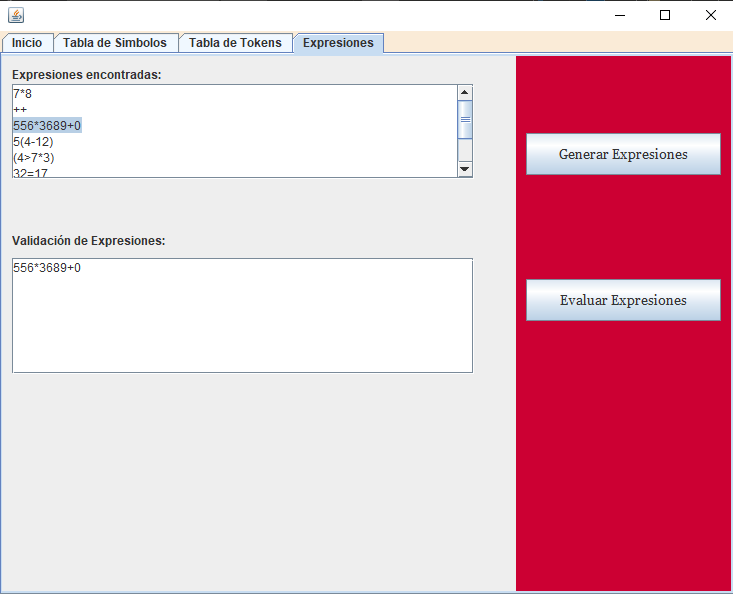 Inicio
Tabla de Simbolos
Tabla de Tokens
Expresiones
Expresiones encontradas:
7*8
++
556*3689+0
5(4-12)
(4>7*3)
32=17
Generar Expresiones
Validación de Expresiones:
556*3689+0
Evaluar Expresiones